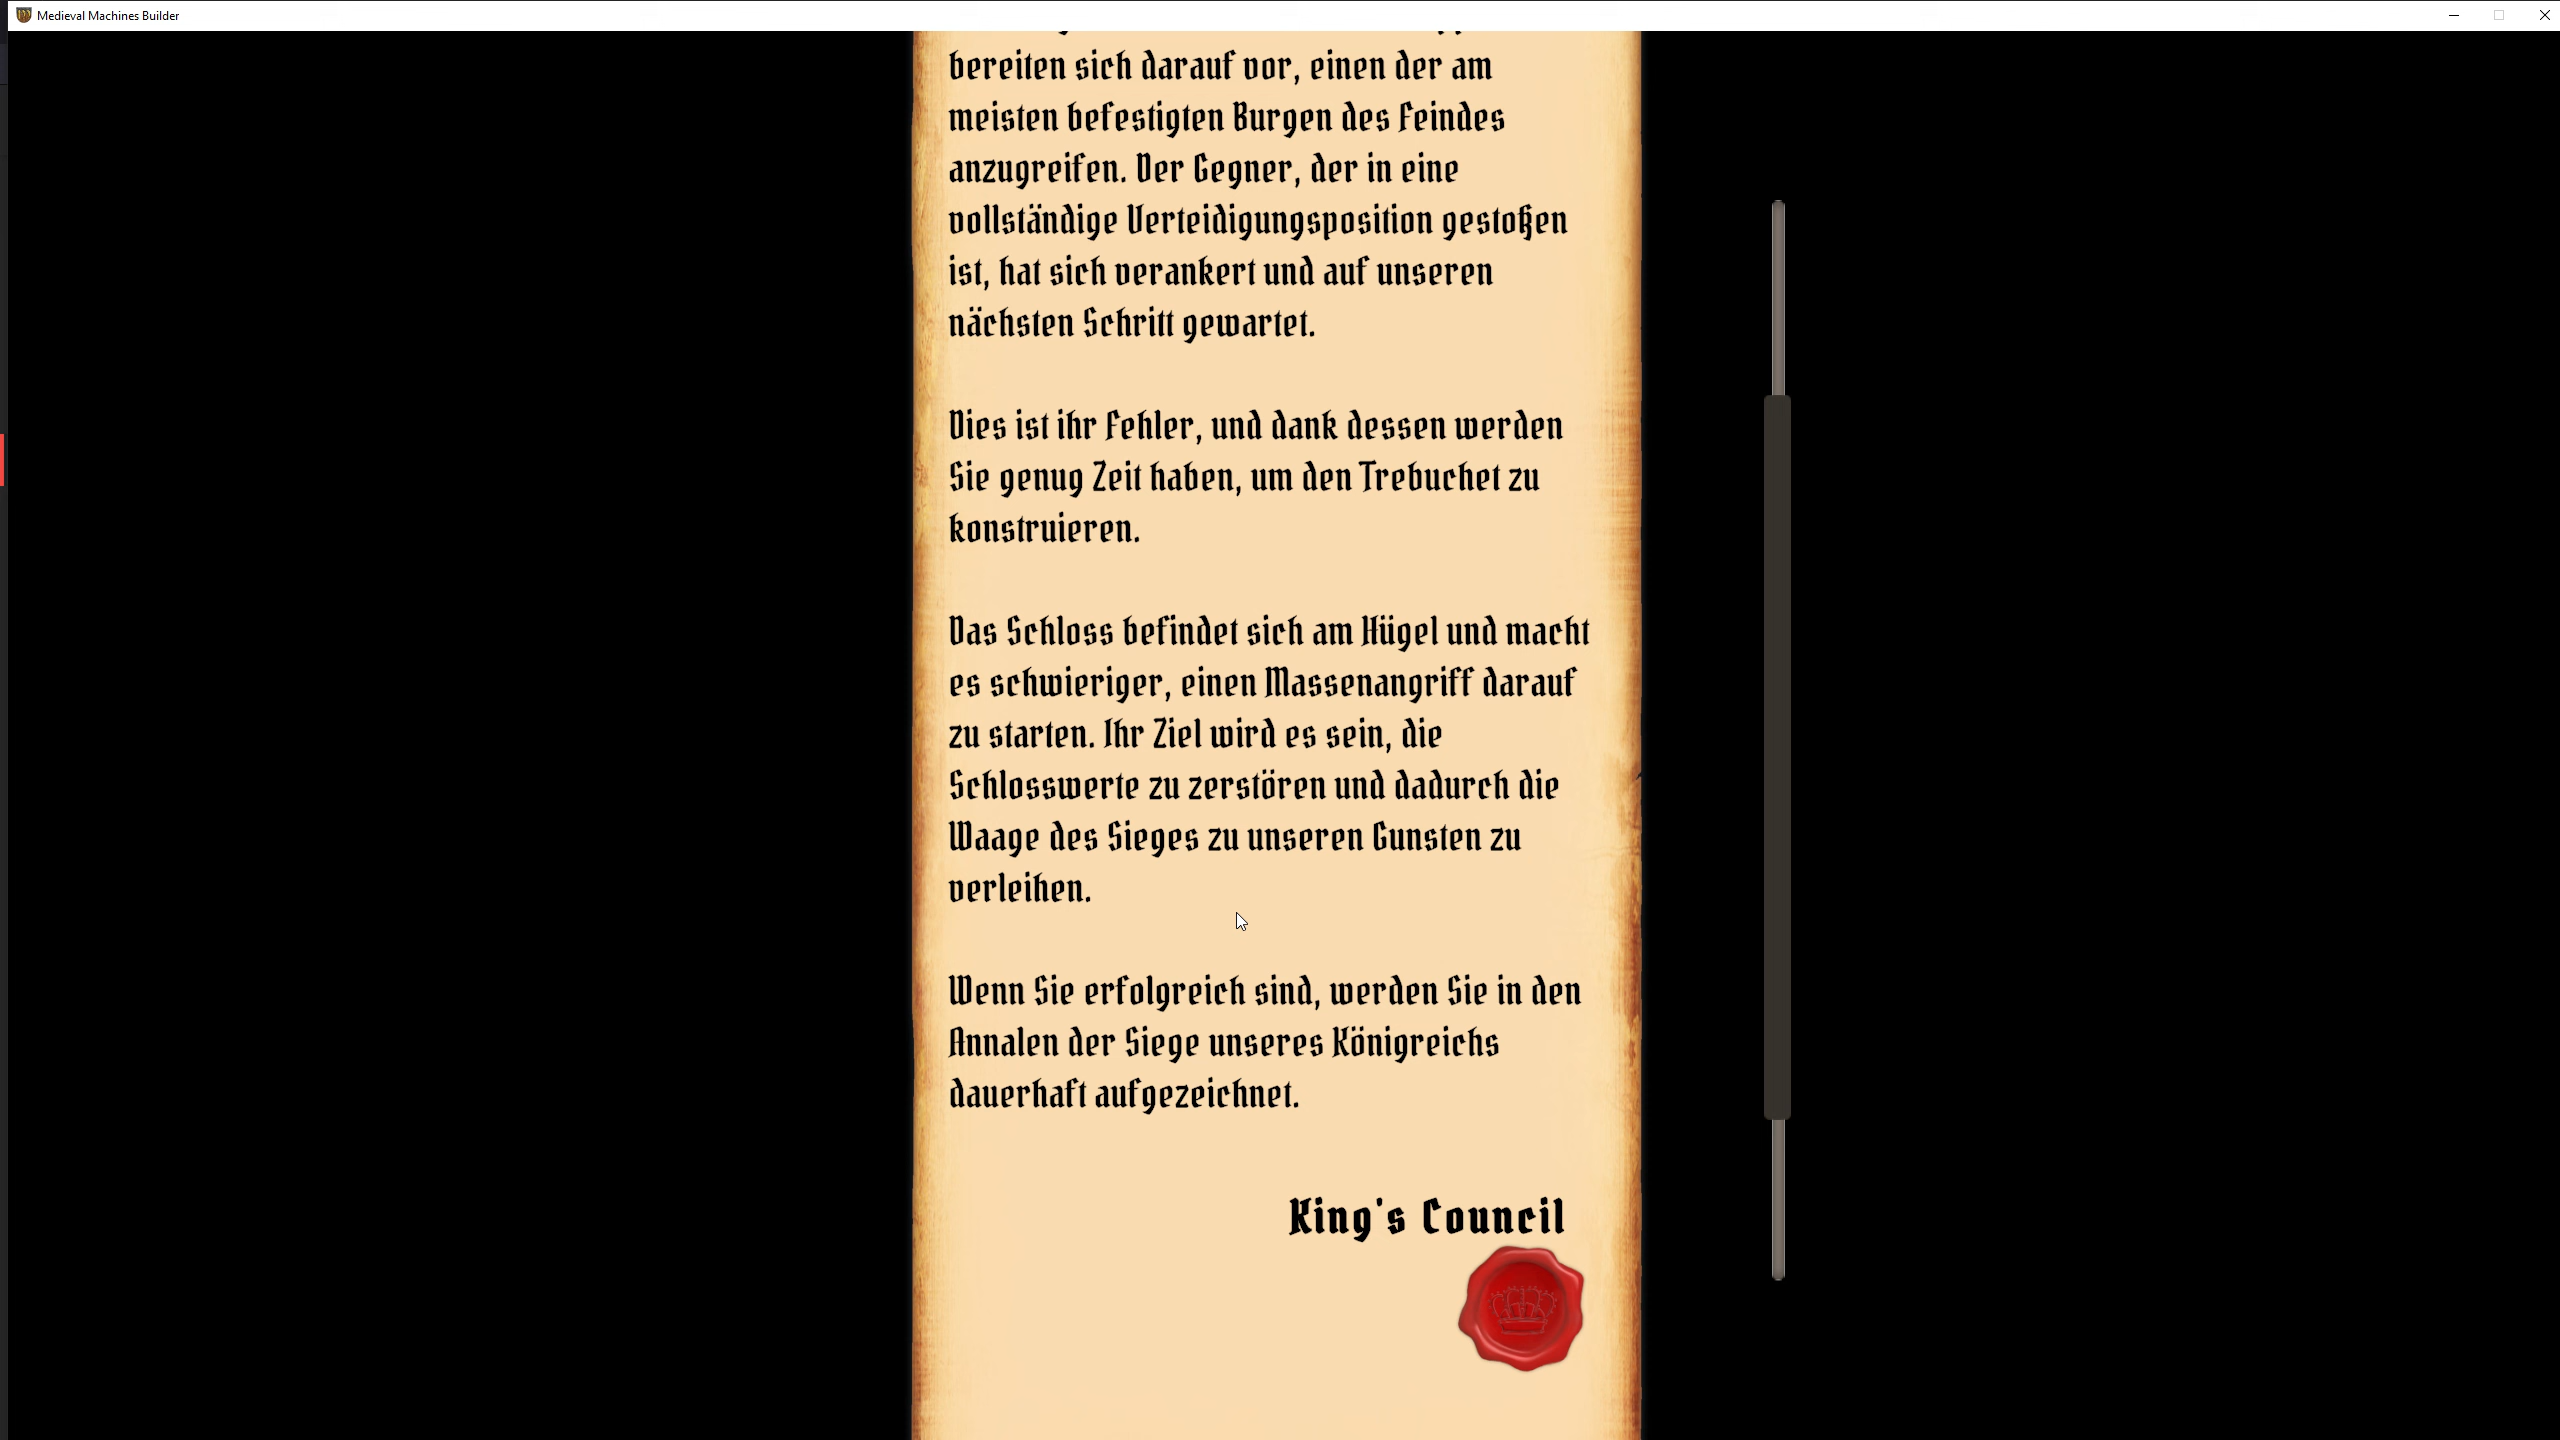 Medieval Machines Builder
bereiten sich darauf vor, einen der am
meisten befestigten Burgen des Feindes
anzugreifen. Der Gegner, der in eine
vollständige Verteidigungsposition gestoßen
ist, hat sich verankert und auf unseren
nächsten Schritt gewartet.
Dies ist ihr Fehler, und dank dessen werden
Sie genug Zeit haben, um den Trebuchet zu
konstruieren.
Das Schloss befindet sich am Hügel und macht
es schwieriger, einen Massenangriff darauf
zu starten. Ihr Ziel wird es sein, die
Schlosswerte zu zerstören und dadurch die
Waage des Sieges zu unseren Gunsten zu
verleihen.
Wenn Sie erfolgreich sind, werden Sie in den
Annalen der Siege unseres Königreichs
dauerhaft aufgezeichnet.
King's Council